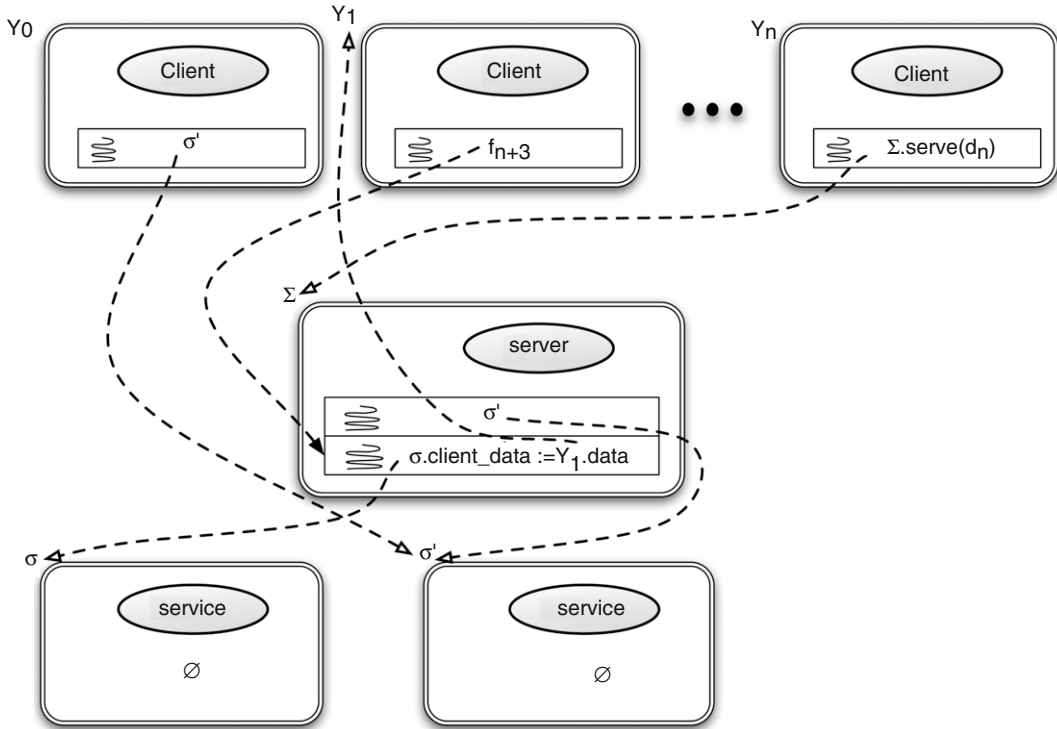 Y0 Y1 Yn
Client Client Client
σ' fn+3 Σ.serve(dn)
Σ
server
σ'
σ.client_data :=Y1.data
σ σ'
service service
∅ ∅